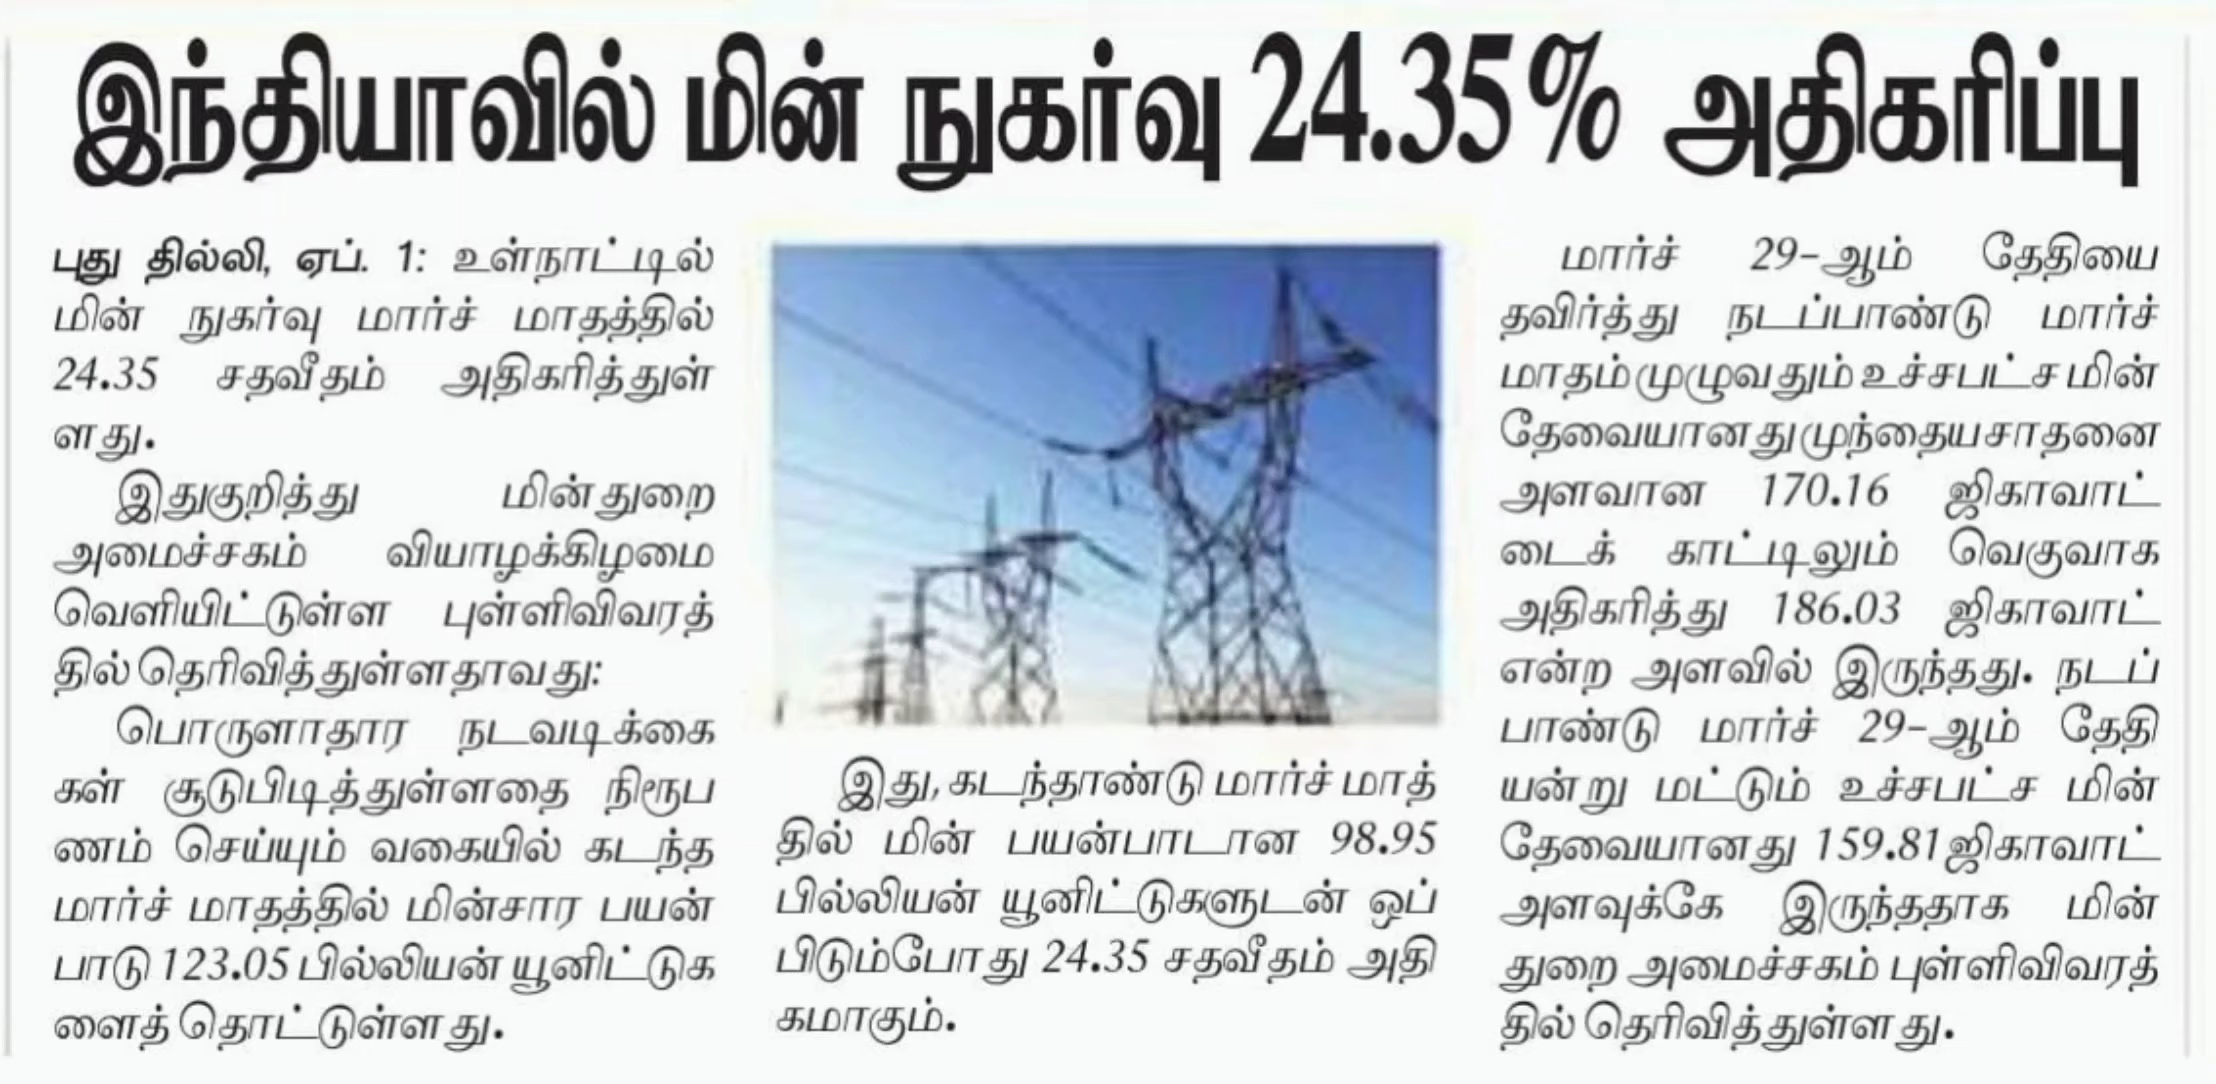 இந்தியாவில் மின் நுகர்வு 24.35% அதிகரிப்பு
புது தில்லி, ஏப். 1: உள்நாட்டில்
மின் நுகர்வு மார்ச் மாதத்தில்
24.35 சதவீதம் அதிகரித்துள்
ளது.
இதுகுறித்து மின்துறை
அமைச்சகம் வியாழக்கிழமை
வெளியிட்டுள்ள புள்ளிவிவரத்
தில் தெரிவித்துள்ளதாவது:
பொருளாதார நடவடிக்கை
கள் சூடுபிடித்துள்ளதை நிரூப
ணம் செய்யும் வகையில் கடந்த
மார்ச் மாதத்தில் மின்சார பயன்
பாடு 123.05 பில்லியன் யூனிட்டுக
ளைத் தொட்டுள்ளது.
இது, கடந்தாண்டு மார்ச் மாத்
தில் மின் பயன்பாடான 98.95
பில்லியன் யூனிட்டுகளுடன் ஒப்
பிடும்போது 24.35 சதவீதம் அதி
கமாகும்.
மார்ச் 29-ஆம் தேதியை
தவிர்த்து நடப்பாண்டு மார்ச்
மாதம் முழுவதும் உச்சபட்ச மின்
தேவையானது முந்தைய சாதனை
அளவான 170.16 ஜிகாவாட்
டைக் காட்டிலும் வெகுவாக
அதிகரித்து 186.03 ஜிகாவாட்
என்ற அளவில் இருந்தது. நடப்
பாண்டு மார்ச் 29-ஆம் தேதி
யன்று மட்டும் உச்சபட்ச மின்
தேவையானது 159.81 ஜிகாவாட்
அளவுக்கே இருந்ததாக மின்
துறை அமைச்சகம் புள்ளிவிவரத்
தில் தெரிவித்துள்ளது.